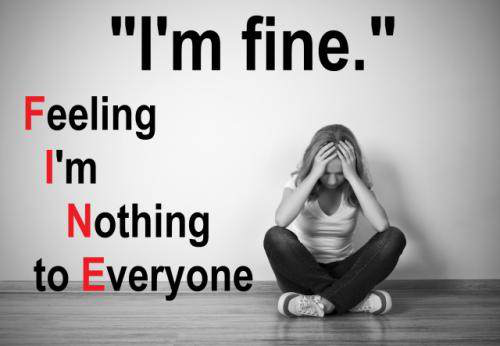 "I'm fine."
Feeling
I'm
Nothing
to Everyone